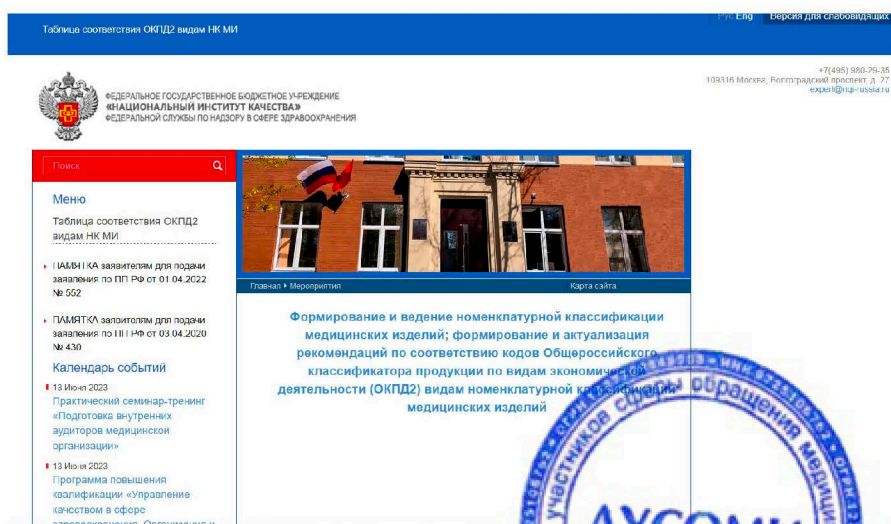 Рус Eng Версия для слабовидящих
Таблица соответствия ОКПД2 видам НК МИ
+7(495) 980-29-35
109316 Москва, Волгоградский проспект, д. 27
expert@nqi-russia.ru
ФЕДЕРАЛЬНОЕ ГОСУДАРСТВЕННОЕ БЮДЖЕТНОЕ УЧРЕЖДЕНИЕ
«НАЦИОНАЛЬНЫЙ ИНСТИТУТ КАЧЕСТВА»
ФЕДЕРАЛЬНОЙ СЛУЖБЫ ПО НАДЗОРУ В СФЕРЕ ЗДРАВООХРАНЕНИЯ
Поиск
Меню
Таблица соответствия ОКПД2
видам НК МИ
ПАМЯТКА заявителям для подачи
заявления по ПП РФ от 01.04.2022
№ 552
ПАМЯТКА заявителям для подачи
заявления по ПП РФ от 03.04.2020
№ 430
Календарь событий
13 Июня 2023
Практический семинар-тренинг
«Подготовка внутренних
аудиторов медицинской
организации»
13 Июня 2023
Программа повышения
квалификации «Управление
качеством в сфере
здравоохранения. Организация и
Главная Мероприятия
Карта сайта
Формирование и ведение номенклатурной классификации
медицинских изделий; формирование и актуализация
рекомендаций по соответствию кодов Общероссийского
классификатора продукции по видам экономической
деятельности (ОКПД2) видам номенклатурной классификации
медицинских изделий
участников сферы обращения медици